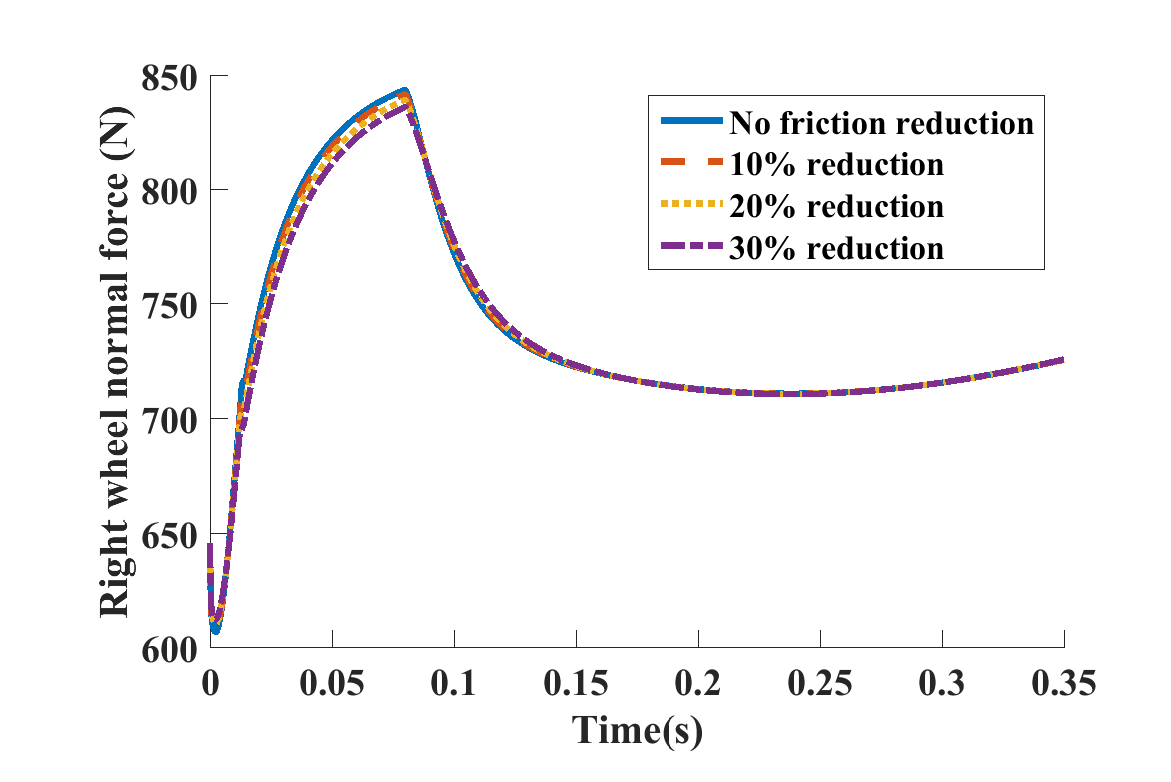 Right wheel normal force (N)
850
800
750
700
650
600
0
0.05
0.1
0.15
0.2
0.25
0.3
0.35
Time(s)
No friction reduction
10% reduction
20% reduction
30% reduction